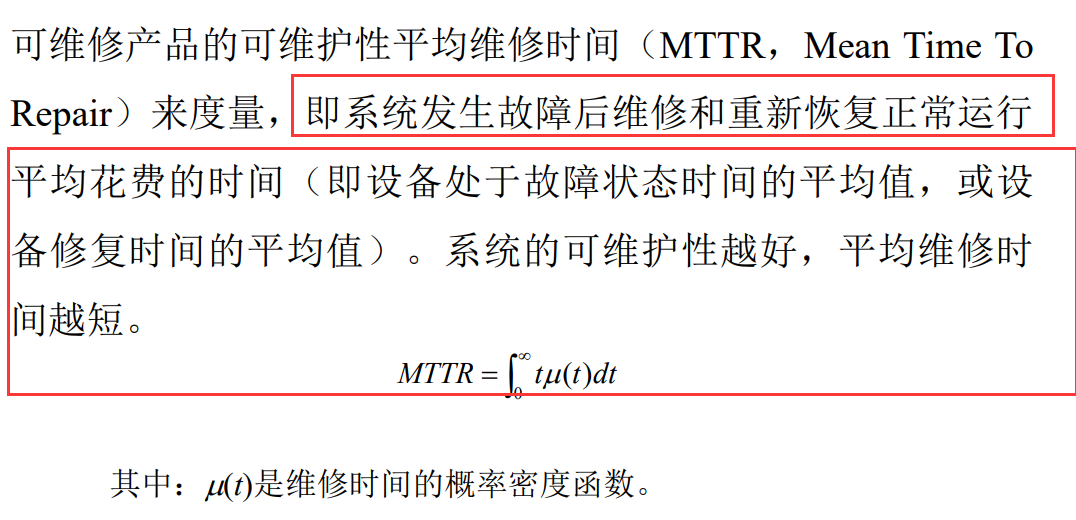 可维修产品的可维护性平均维修时间（MTTR，Mean Time To
Repair）来度量，即系统发生故障后维修和重新恢复正常运行
平均花费的时间（即设备处于故障状态时间的平均值，或设
备修复时间的平均值）。系统的可维护性越好，平均维修时
间越短。
MTTR = ∫₀^∞ tμ(t)dt
其中：μ(t)是维修时间的概率密度函数。